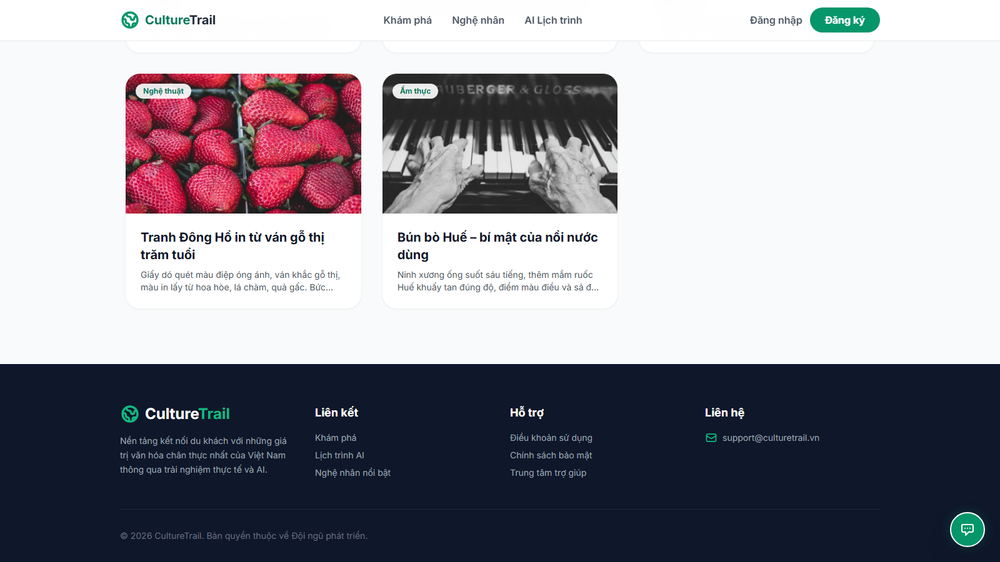 CultureTrail
Khám phá
Nghệ nhân
AI Lịch trình
Đăng nhập
Đăng ký
Nghệ thuật
Ẩm thực
UBERGER & GLOSS
Tranh Đông Hồ in từ ván gỗ thị
trăm tuổi
Giấy dó quét màu điệp óng ánh, ván khắc gỗ thị,
màu in lấy từ hoa hòe, lá chàm, quả gấc. Bức...
Bún bò Huế – bí mật của nồi nước
dùng
Ninh xương ống suốt sáu tiếng, thêm mắm ruốc
Huế khuấy tan đúng độ, điểm màu điều và sả đ...
CultureTrail
Nền tảng kết nối du khách với những giá
trị văn hóa chân thực nhất của Việt Nam
thông qua trải nghiệm thực tế và AI.
Liên kết
Khám phá
Lịch trình AI
Nghệ nhân nổi bật
Hỗ trợ
Điều khoản sử dụng
Chính sách bảo mật
Trung tâm trợ giúp
Liên hệ
support@culturetrail.vn
© 2026 CultureTrail. Bản quyền thuộc về Đội ngũ phát triển.